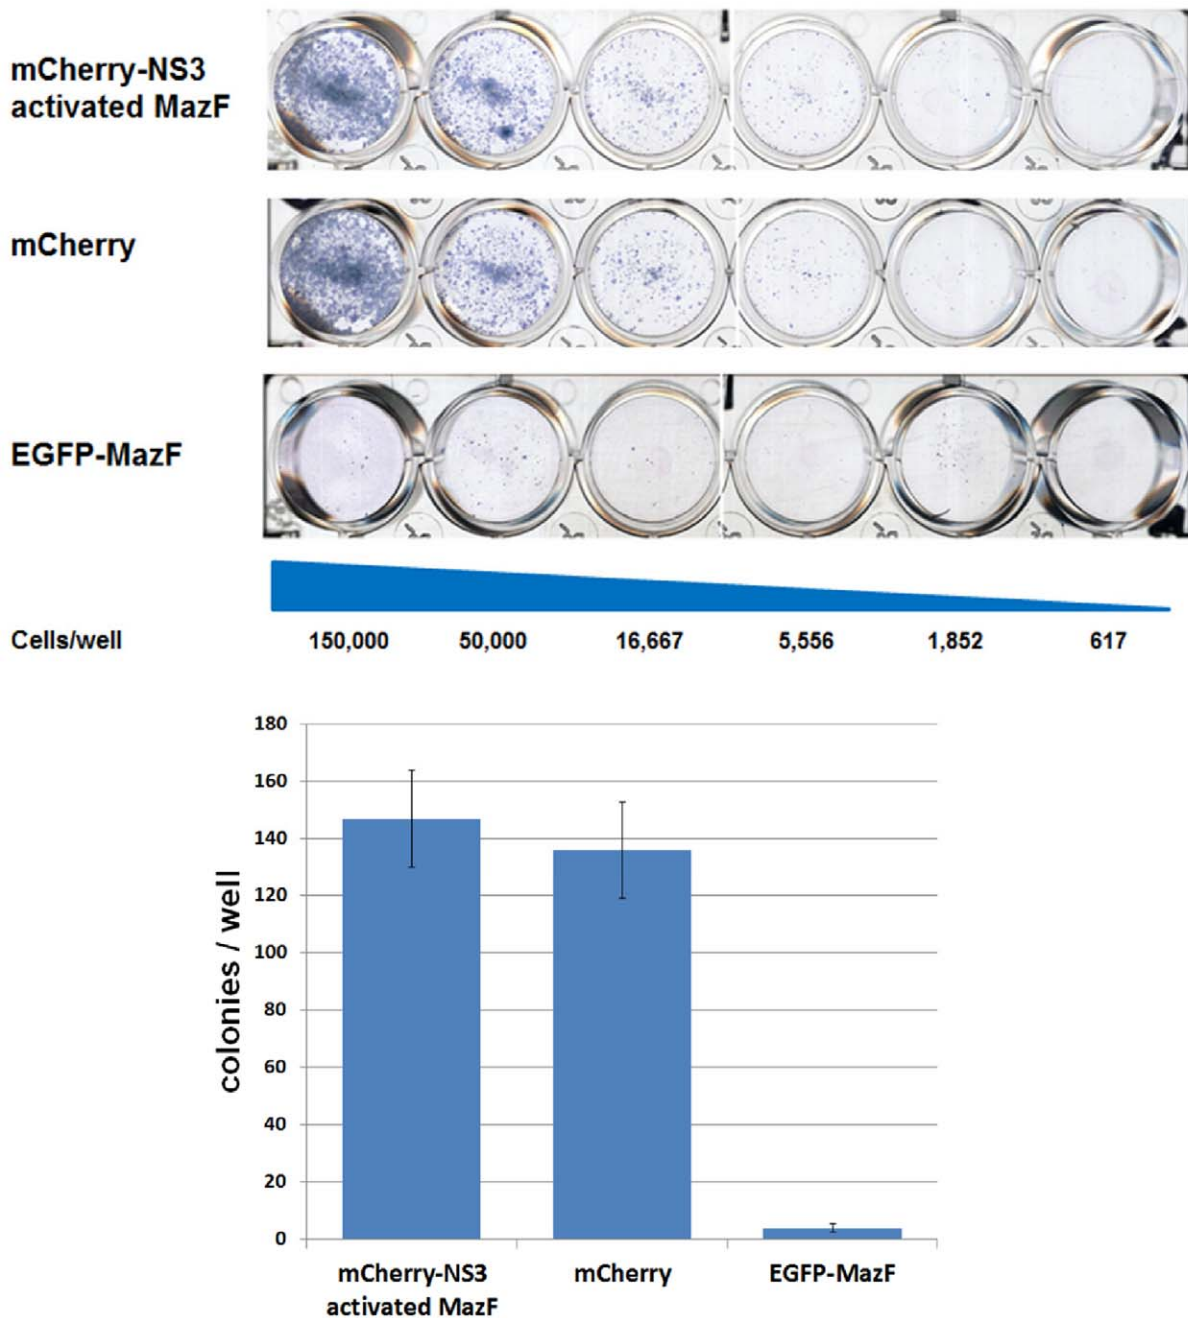 mCherry-NS3
activated MazF
mCherry
EGFP-MazF
Cells/well 150,000 50,000 16,667 5,556 1,852 617
180
160
140
120
100
80
60
40
20
0
colonies / well
mCherry-NS3 mCherry EGFP-MazF
activated MazF